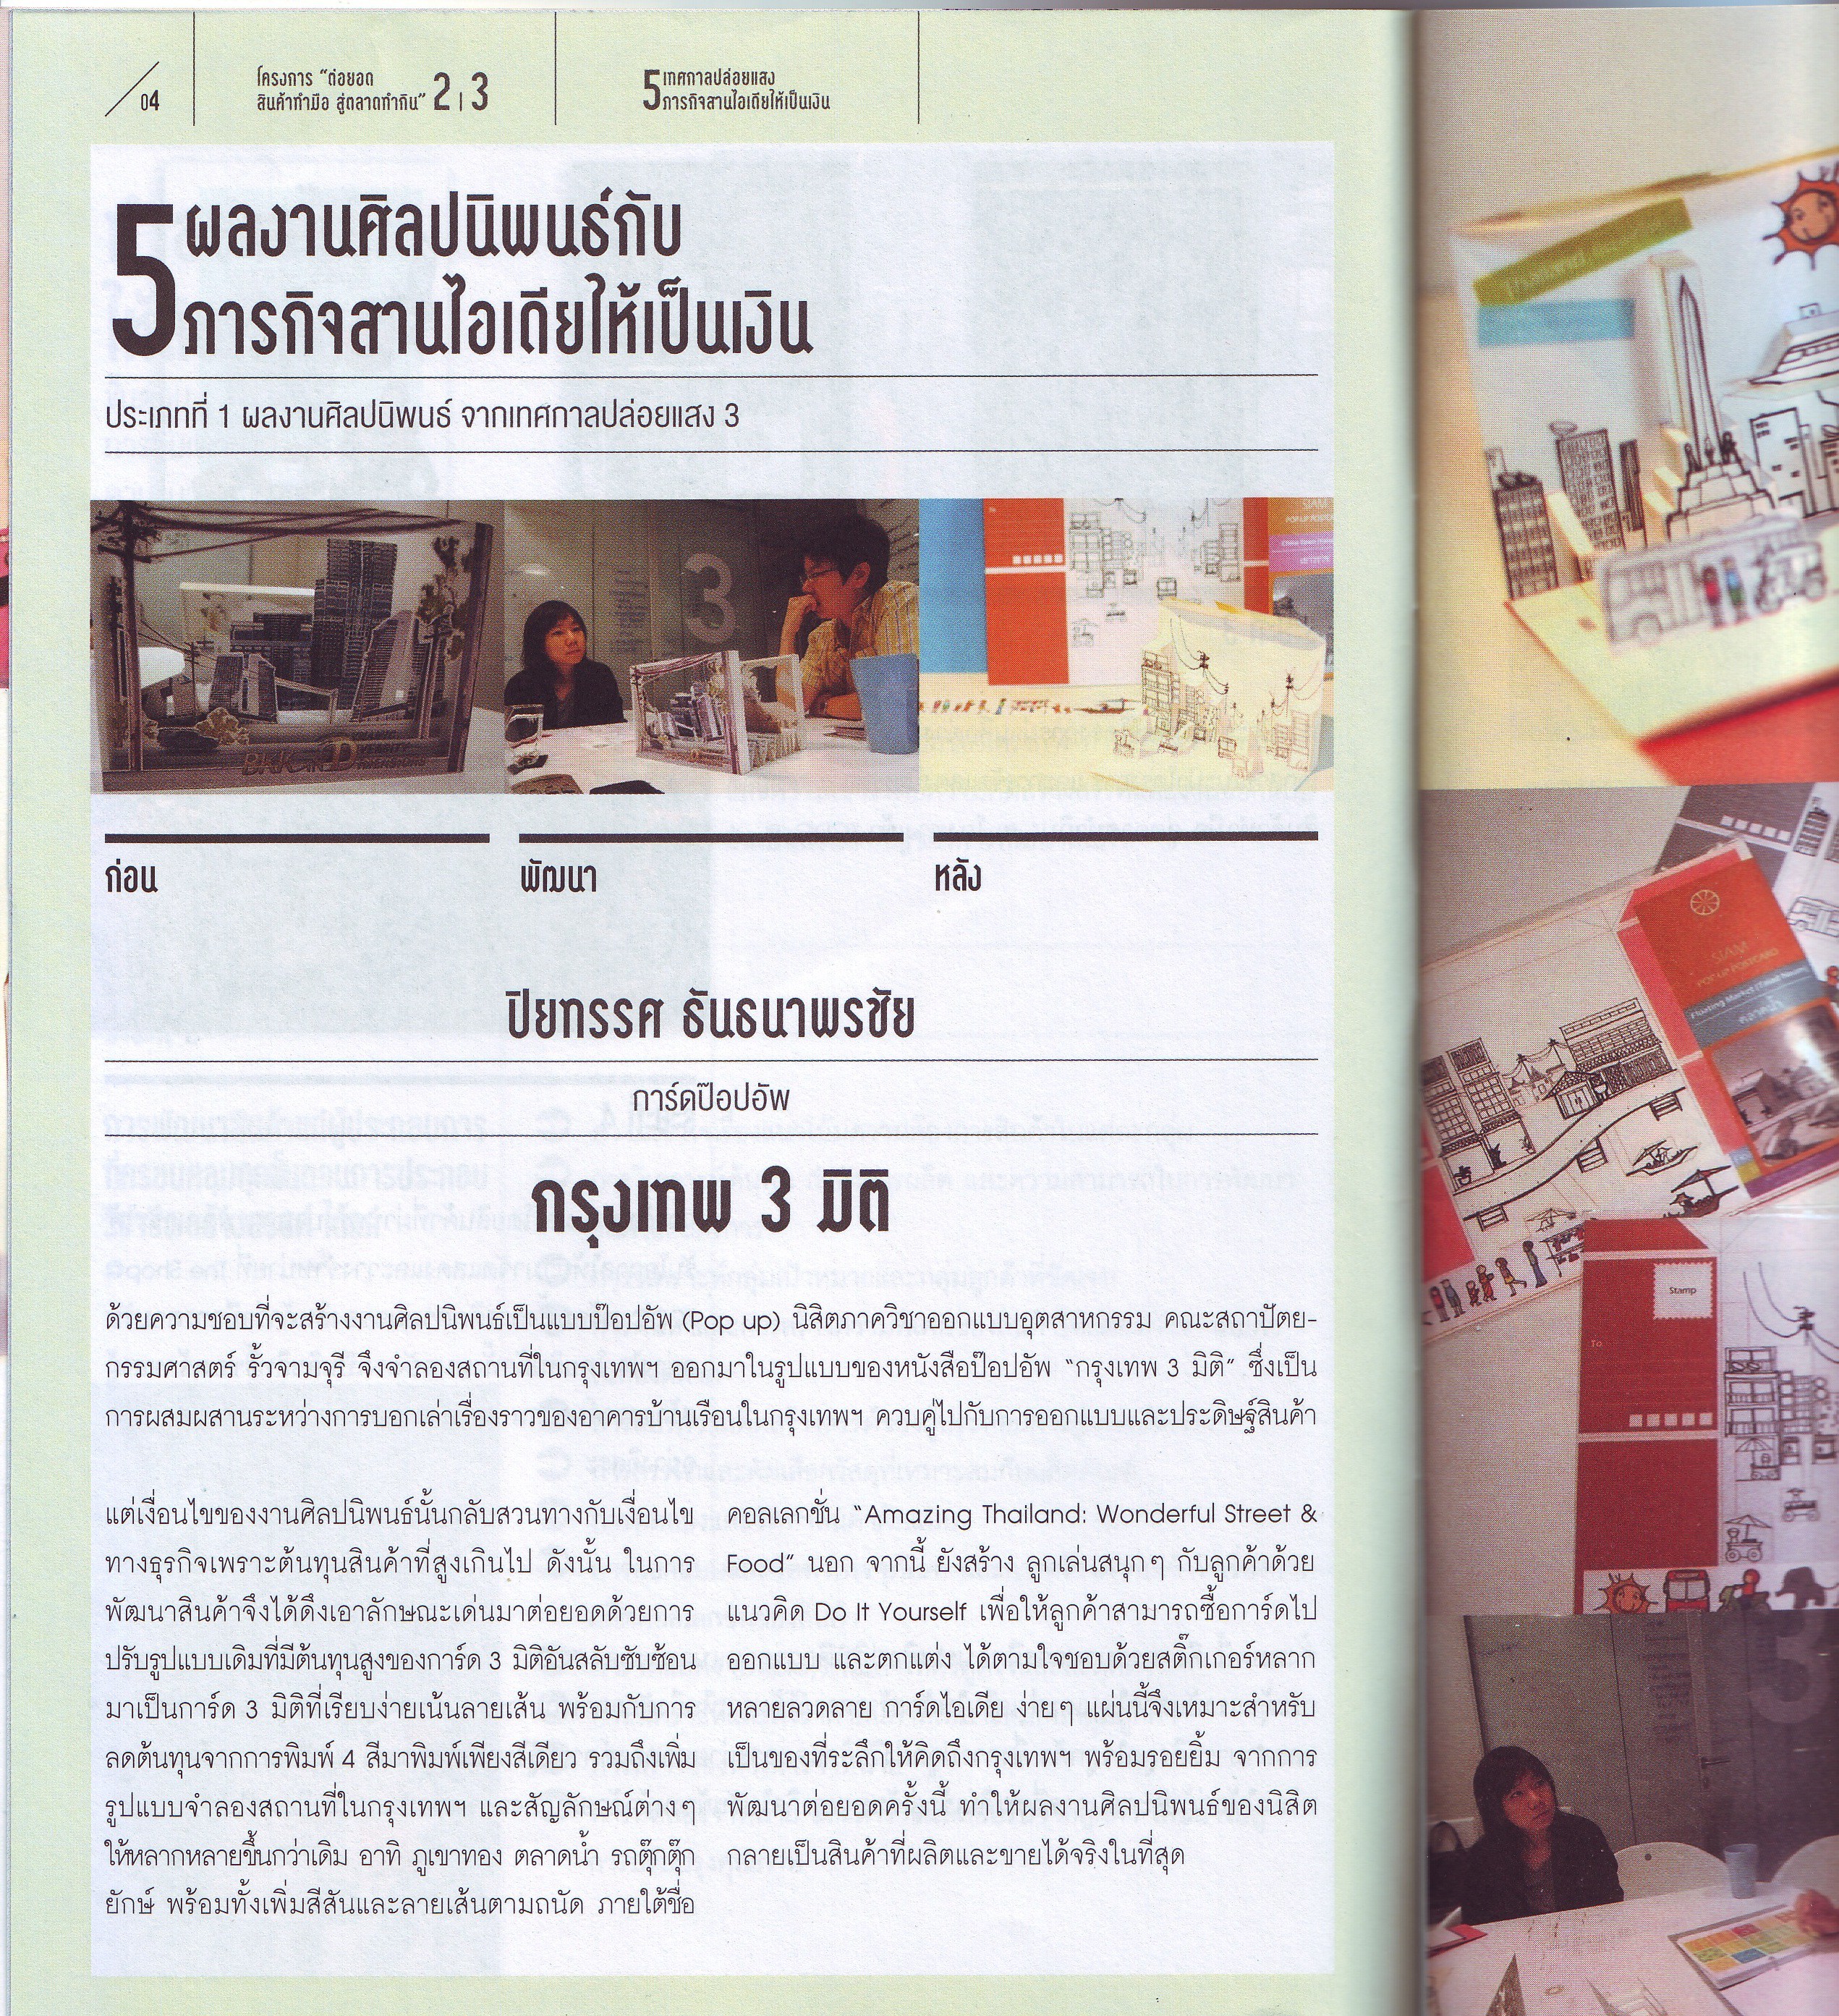 04
โครงการ “ต่อยอด
สินค้าทำมือ สู่ตลาดทำกิน” 2 | 3
5 เทศกาลปล่อยแสง
ภารกิจสานไอเดียให้เป็นเงิน
5 ผลงานศิลปนิพนธ์กับ
ภารกิจสานไอเดียให้เป็นเงิน
ประเภทที่ 1 ผลงานศิลปนิพนธ์ จากเทศกาลปล่อยแสง 3
3
ก่อน
พัฒนา
หลัง
ปิยทรรศ ธันธนาพรชัย
การ์ดป๊อปอัพ
กรุงเทพ 3 มิติ
ด้วยความชอบที่จะสร้างงานศิลปนิพนธ์เป็นแบบป๊อปอัพ (Pop up) นิสิตภาควิชาออกแบบอุตสาหกรรม คณะสถาปัตย-
กรรมศาสตร์ รั้วจามจุรี จึงจำลองสถานที่ในกรุงเทพฯ ออกมาในรูปแบบของหนังสือป๊อปอัพ “กรุงเทพ 3 มิติ” ซึ่งเป็น
การผสมผสานระหว่างการบอกเล่าเรื่องราวของอาคารบ้านเรือนในกรุงเทพฯ ควบคู่ไปกับการออกแบบและประดิษฐ์สินค้า
แต่เงื่อนไขของงานศิลปนิพนธ์นั้นกลับสวนทางกับเงื่อนไข
ทางธุรกิจเพราะต้นทุนสินค้าที่สูงเกินไป ดังนั้น ในการ
พัฒนาสินค้าจึงได้ดึงเอาลักษณะเด่นมาต่อยอดด้วยการ
ปรับรูปแบบเดิมที่มีต้นทุนสูงของการ์ด 3 มิติอันสลับซับซ้อน
มาเป็นการ์ด 3 มิติที่เรียบง่ายเน้นลายเส้น พร้อมกับการ
ลดต้นทุนจากการพิมพ์ 4 สีมาพิมพ์เพียงสีเดียว รวมถึงเพิ่ม
รูปแบบจำลองสถานที่ในกรุงเทพฯ และสัญลักษณ์ต่างๆ
ให้หลากหลายขึ้นกว่าเดิม อาทิ ภูเขาทอง ตลาดน้ำ รถตุ๊กตุ๊ก
ยักษ์ พร้อมทั้งเพิ่มสีสันและลายเส้นตามถนัด ภายใต้ชื่อ
คอลเลกชั่น “Amazing Thailand: Wonderful Street &
Food” นอก จากนี้ ยังสร้าง ลูกเล่นสนุกๆ กับลูกค้าด้วย
แนวคิด Do It Yourself เพื่อให้ลูกค้าสามารถซื้อการ์ดไป
ออกแบบ และตกแต่ง ได้ตามใจชอบด้วยสติ๊กเกอร์หลาก
หลายลวดลาย การ์ดไอเดีย ง่ายๆ แผ่นนี้จึงเหมาะสำหรับ
เป็นของที่ระลึกให้คิดถึงกรุงเทพฯ พร้อมรอยยิ้ม จากการ
พัฒนาต่อยอดครั้งนี้ ทำให้ผลงานศิลปนิพนธ์ของนิสิต
กลายเป็นสินค้าที่ผลิตและขายได้จริงในที่สุด
SIAM
POP UP POSTCARD
Floating Market
ตลาดน้ำ
Stamp
To
3